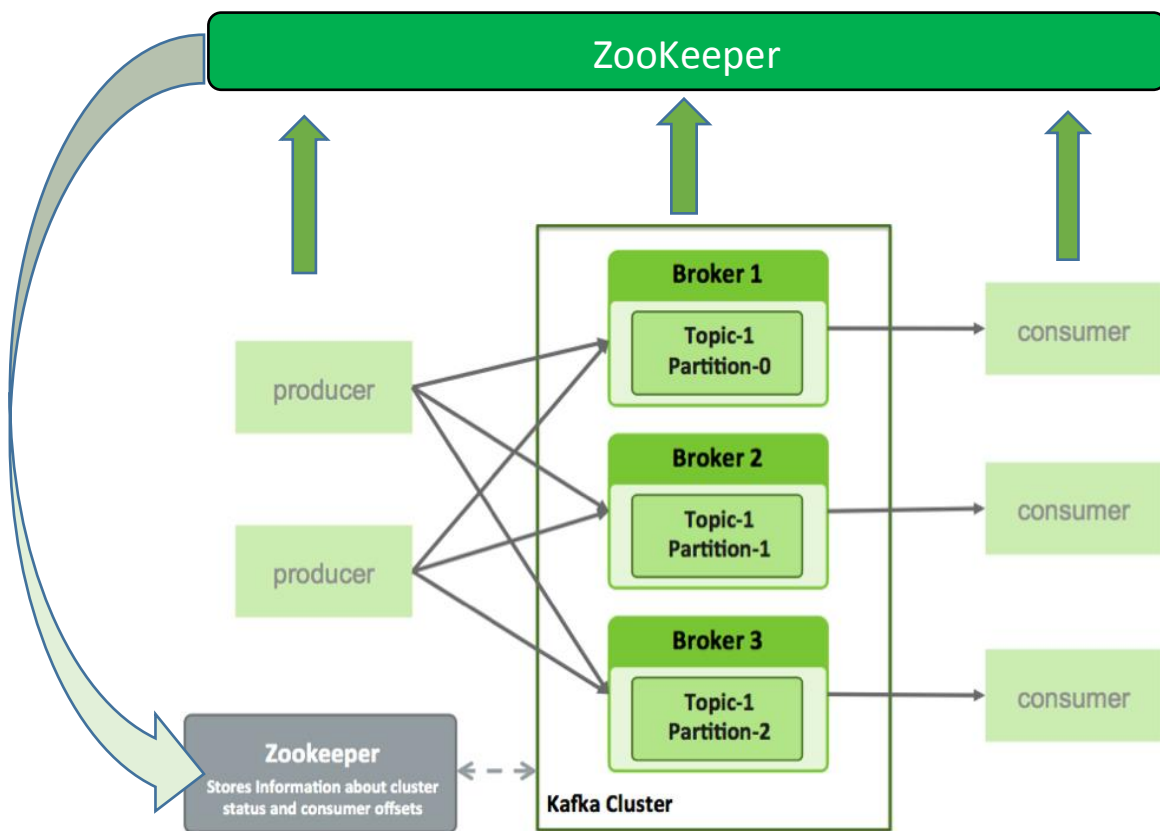 ZooKeeper
Broker 1
Topic-1
Partition-0
consumer
producer
Broker 2
Topic-1
Partition-1
consumer
producer
Broker 3
Topic-1
Partition-2
consumer
Zookeeper
Stores Information about cluster
status and consumer offsets
Kafka Cluster